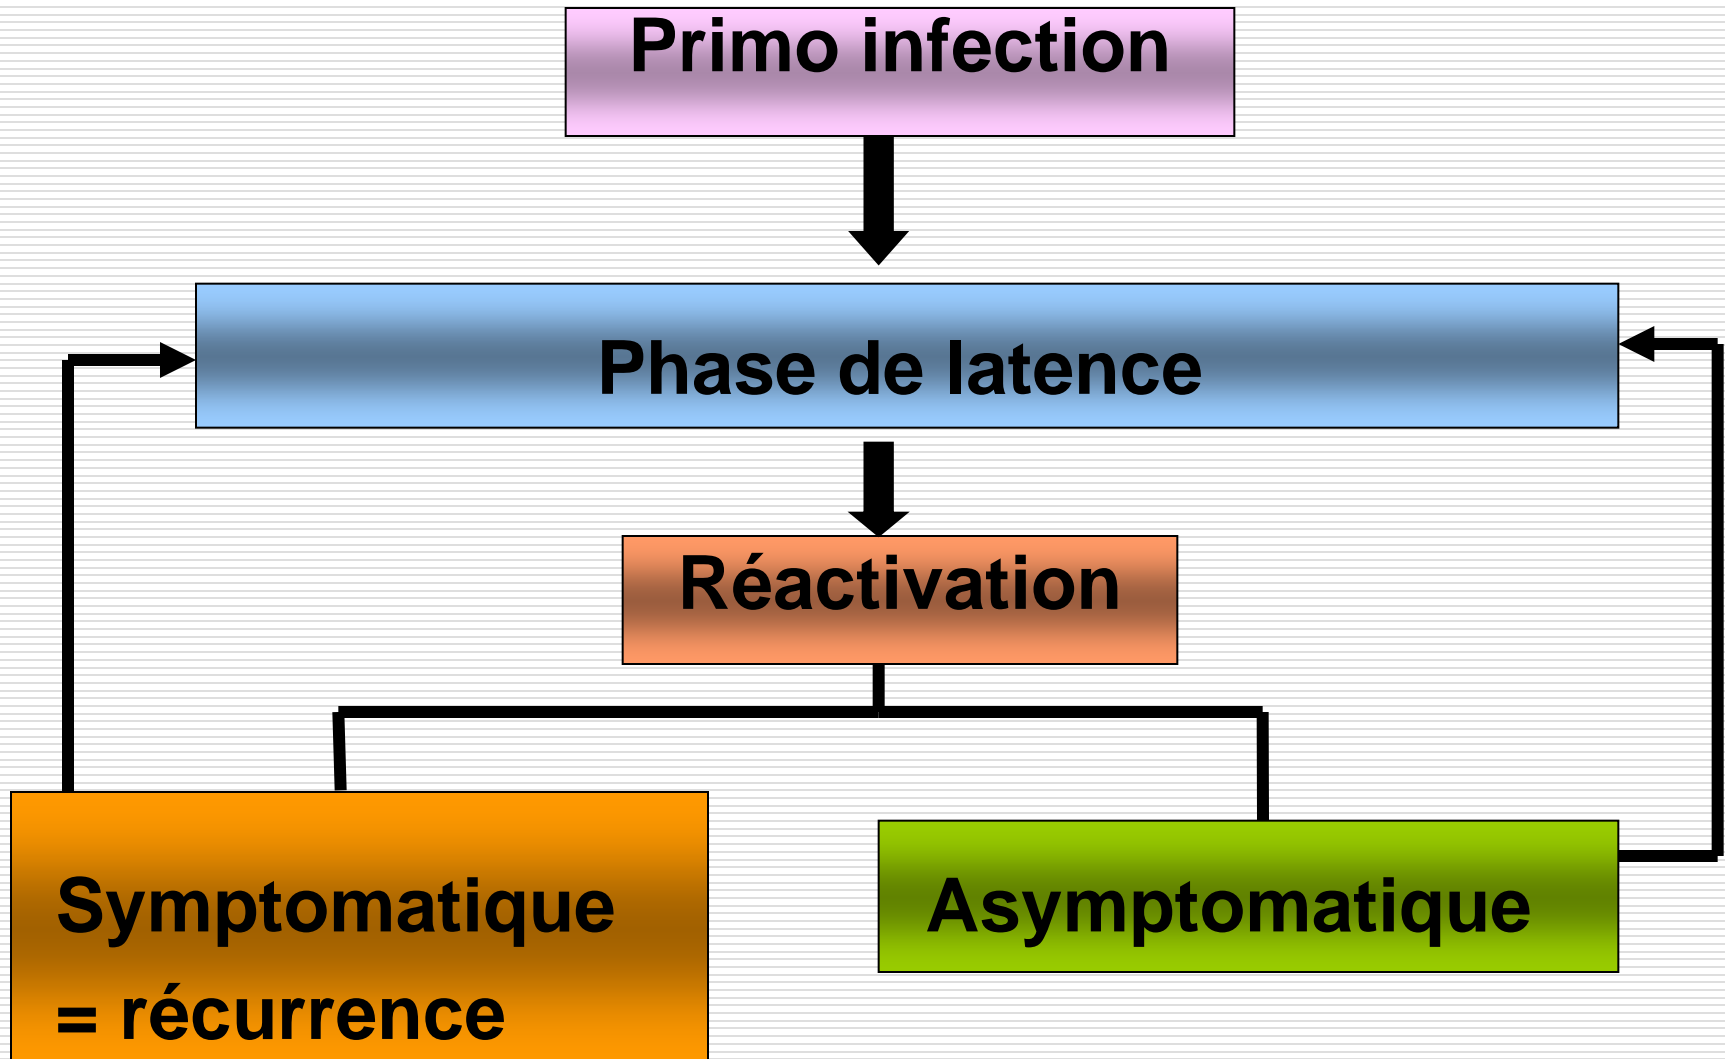 Primo infection
Phase de latence
Réactivation
Symptomatique
= récurrence
Asymptomatique